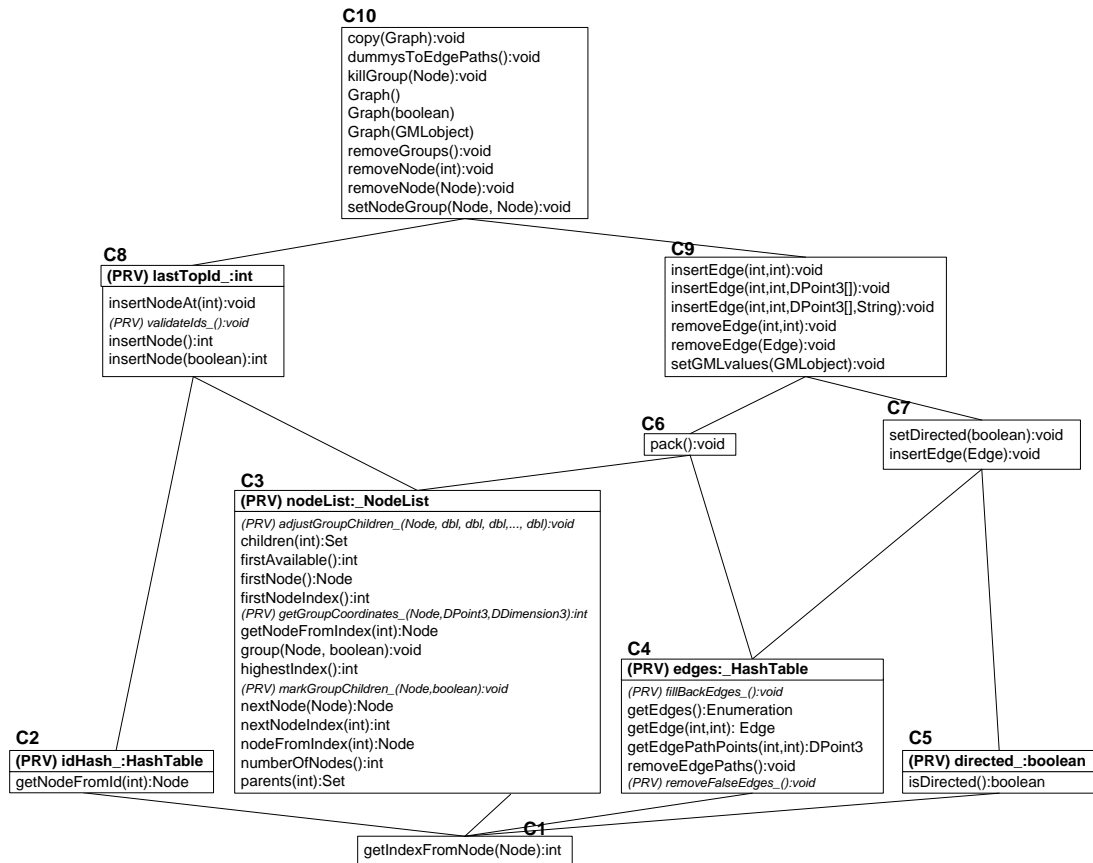 C10
copy(Graph):void
dummysToEdgePaths():void
killGroup(Node):void
Graph()
Graph(boolean)
Graph(GMLobject)
removeGroups():void
removeNode(int):void
removeNode(Node):void
setNodeGroup(Node, Node):void
C8
(PRV) lastTopId_:int
insertNodeAt(int):void
(PRV) validateIds_():void
insertNode():int
insertNode(boolean):int
C9
insertEdge(int,int):void
insertEdge(int,int,DPoint3[]):void
insertEdge(int,int,DPoint3[],String):void
removeEdge(int,int):void
removeEdge(Edge):void
setGMLvalues(GMLobject):void
C6
pack():void
C7
setDirected(boolean):void
insertEdge(Edge):void
C3
(PRV) nodeList:_NodeList
(PRV) adjustGroupChildren_(Node, dbl, dbl, dbl,..., dbl):void
children(int):Set
firstAvailable():int
firstNode():Node
firstNodeIndex():int
(PRV) getGroupCoordinates_(Node,DPoint3,DDimension3):int
getNodeFromIndex(int):Node
group(Node, boolean):void
highestIndex():int
(PRV) markGroupChildren_(Node,boolean):void
nextNode(Node):Node
nextNodeIndex(int):int
nodeFromIndex(int):Node
numberOfNodes():int
parents(int):Set
C4
(PRV) edges:_HashTable
(PRV) fillBackEdges_():void
getEdges():Enumeration
getEdge(int,int): Edge
getEdgePathPoints(int,int):DPoint3
removeEdgePaths():void
(PRV) removeFalseEdges_():void
C2
(PRV) idHash_:HashTable
getNodeFromId(int):Node
C5
(PRV) directed_:boolean
isDirected():boolean
C1
getIndexFromNode(Node):int